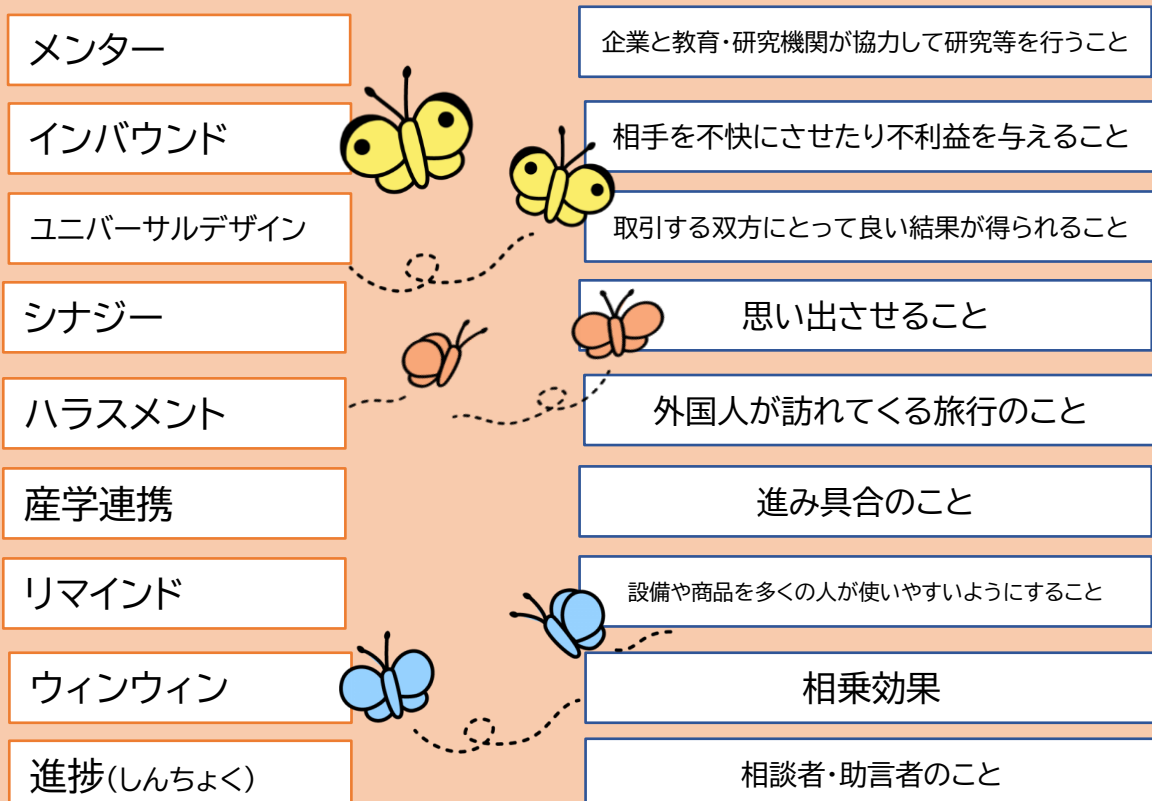 メンター
企業と教育・研究機関が協力して研究等を行うこと
インバウンド
相手を不快にさせたり不利益を与えること
ユニバーサルデザイン
取引する双方にとって良い結果が得られること
シナジー
思い出させること
ハラスメント
外国人が訪れてくる旅行のこと
産学連携
進み具合のこと
リマインド
設備や商品を多くの人が使いやすいようにすること
ウィンウィン
相乗効果
進捗(しんちょく)
相談者・助言者のこと